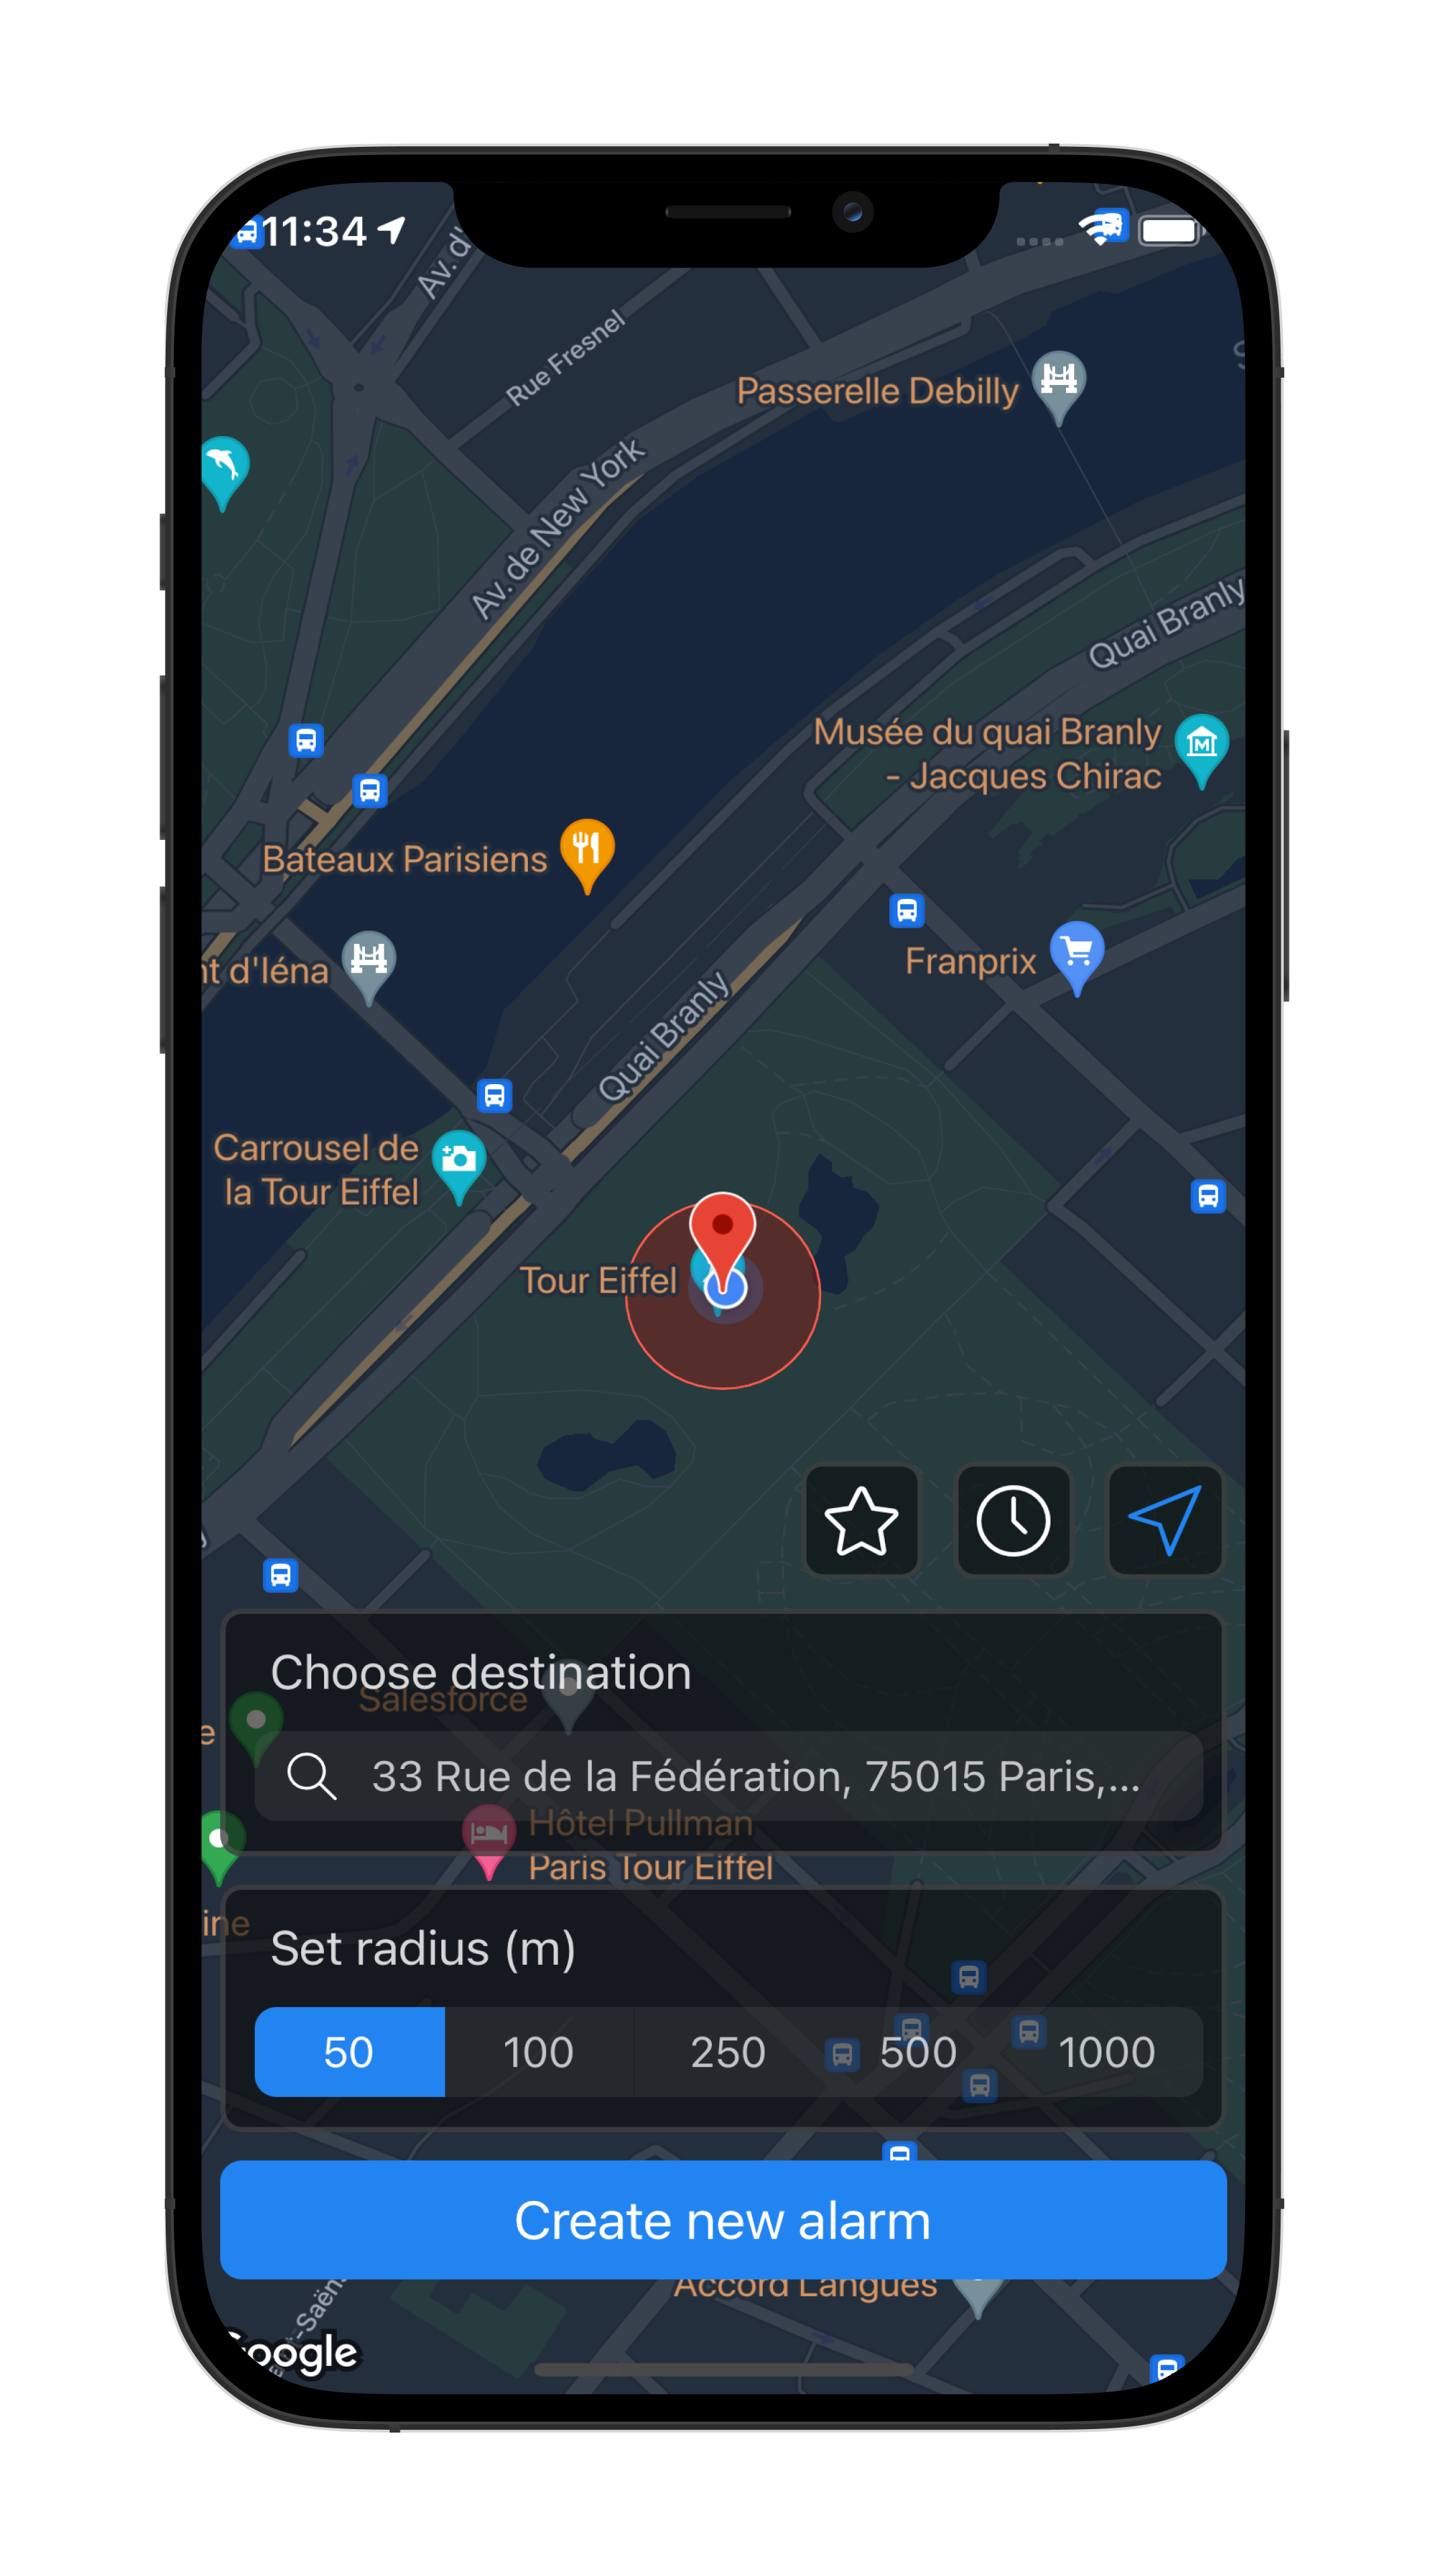 11:34
Av. d'
Rue Fresnel
Passerelle Debilly
Av. de New York
Quai Branly
Musée du quai Branly
- Jacques Chirac
Bateaux Parisiens
Franprix
nt d'Iéna
Quai Branly
Carrousel de
la Tour Eiffel
Tour Eiffel
Choose destination
Salesforce
e
33 Rue de la Fédération, 75015 Paris,...
Hôtel Pullman
Paris Tour Eiffel
ine
Set radius (m)
50 100 250 500 1000
Create new alarm
Accord Langues
-Saëns
Google